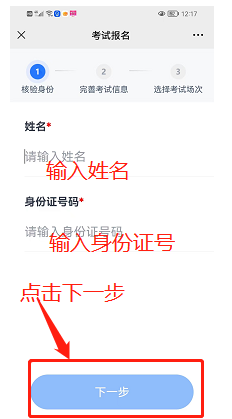 12:17
考试报名
1 2 3
核验身份 完善考试信息 选择考试场次
姓名*
请输入姓名
输入姓名
身份证号码*
请输入身份证号码
输入身份证号
点击下一步
下一步